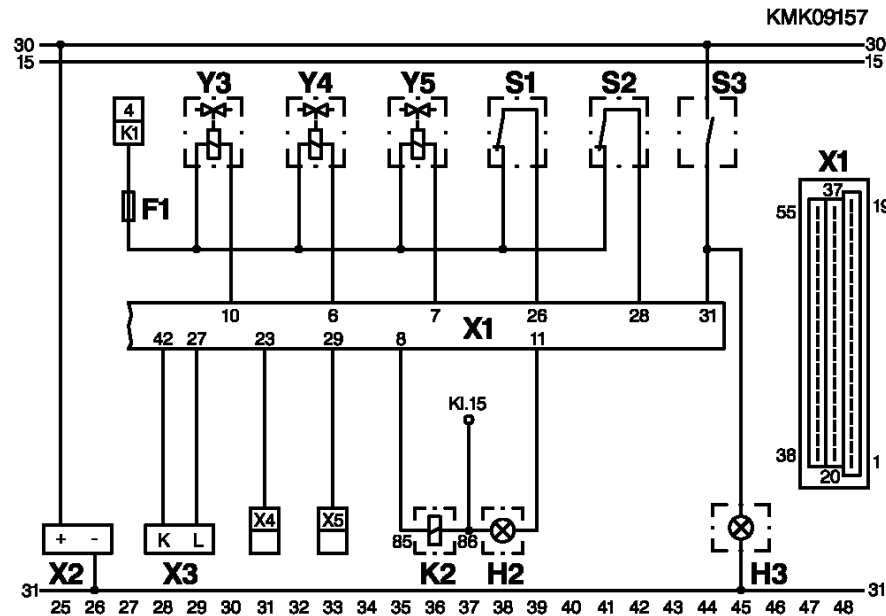 KMK09157
30 30
15 15
Y3 Y4 Y5 S1 S2 S3
4
K1
F1
X1
37
55 19
38 1
20
10 6 7 26 28 31
X1
42 27 23 29 8 11
Kl.15
X4 X5
85 86
+ - K L
X2 X3 K2 H2 H3
31 31
25 26 27 28 29 30 31 32 33 34 35 36 37 38 39 40 41 42 43 44 45 46 47 48